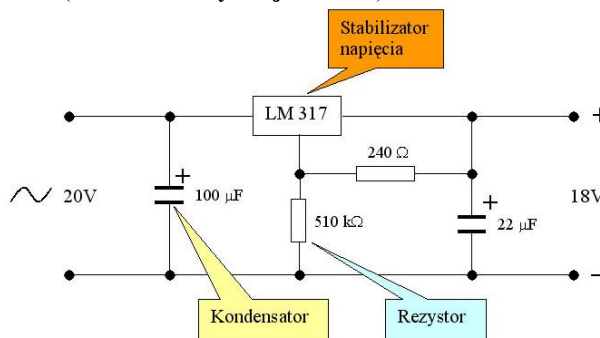 Stabilizator
napięcia
LM 317
240 Ω
+
20V
+
100 µF
510 kΩ
+
22 µF
18V
−
Kondensator
Rezystor